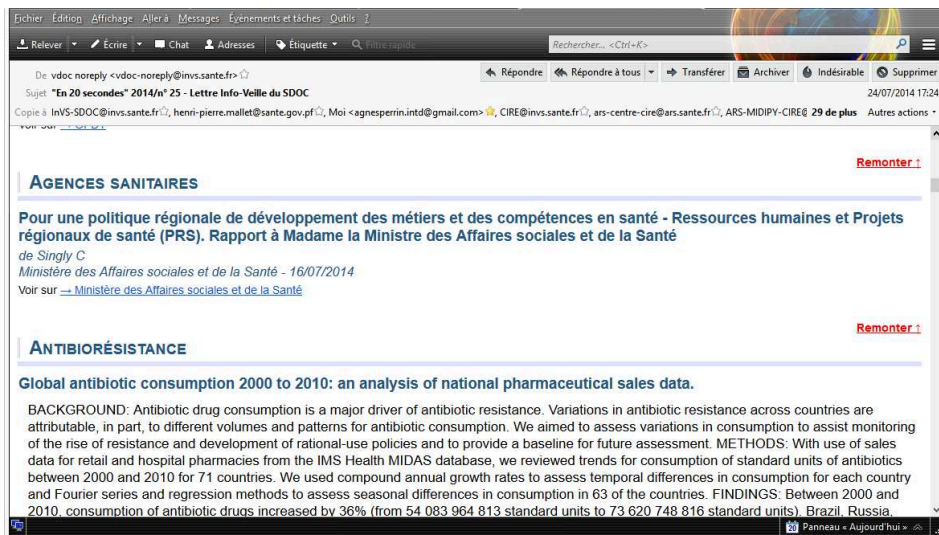 Fichier Édition Affichage Aller à Messages Évènements et tâches Outils ?
Relever Écrire Chat Adresses Étiquette Filtre rapide Rechercher... <Ctrl+K>
De vdoc noreply <vdoc-noreply@invs.sante.fr> Répondre Répondre à tous Transférer Archiver Indésirable Supprimer
Sujet "En 20 secondes" 2014/n° 25 - Lettre Info-Veille du SDOC 24/07/2014 17:24
Copie à InVS-SDOC@invs.sante.fr, henri-pierre.mallet@sante.gov.pf, Moi <agnesperrin.intd@gmail.com>, CIRE@invs.sante.fr, ars-centre-cire@ars.sante.fr, ARS-MIDIPY-CIRE@ 29 de plus Autres actions
Remonter ↑
AGENCES SANITAIRES
Pour une politique régionale de développement des métiers et des compétences en santé - Ressources humaines et Projets
régionaux de santé (PRS). Rapport à Madame la Ministre des Affaires sociales et de la Santé
de Singly C
Ministère des Affaires sociales et de la Santé - 16/07/2014
Voir sur → Ministère des Affaires sociales et de la Santé
Remonter ↑
ANTIBIORÉSISTANCE
Global antibiotic consumption 2000 to 2010: an analysis of national pharmaceutical sales data.
BACKGROUND: Antibiotic drug consumption is a major driver of antibiotic resistance. Variations in antibiotic resistance across countries are
attributable, in part, to different volumes and patterns for antibiotic consumption. We aimed to assess variations in consumption to assist monitoring
of the rise of resistance and development of rational-use policies and to provide a baseline for future assessment. METHODS: With use of sales
data for retail and hospital pharmacies from the IMS Health MIDAS database, we reviewed trends for consumption of standard units of antibiotics
between 2000 and 2010 for 71 countries. We used compound annual growth rates to assess temporal differences in consumption for each country
and Fourier series and regression methods to assess seasonal differences in consumption in 63 of the countries. FINDINGS: Between 2000 and
2010, consumption of antibiotic drugs increased by 36% (from 54 083 964 813 standard units to 73 620 748 816 standard units). Brazil, Russia,
20 Panneau « Aujourd'hui »